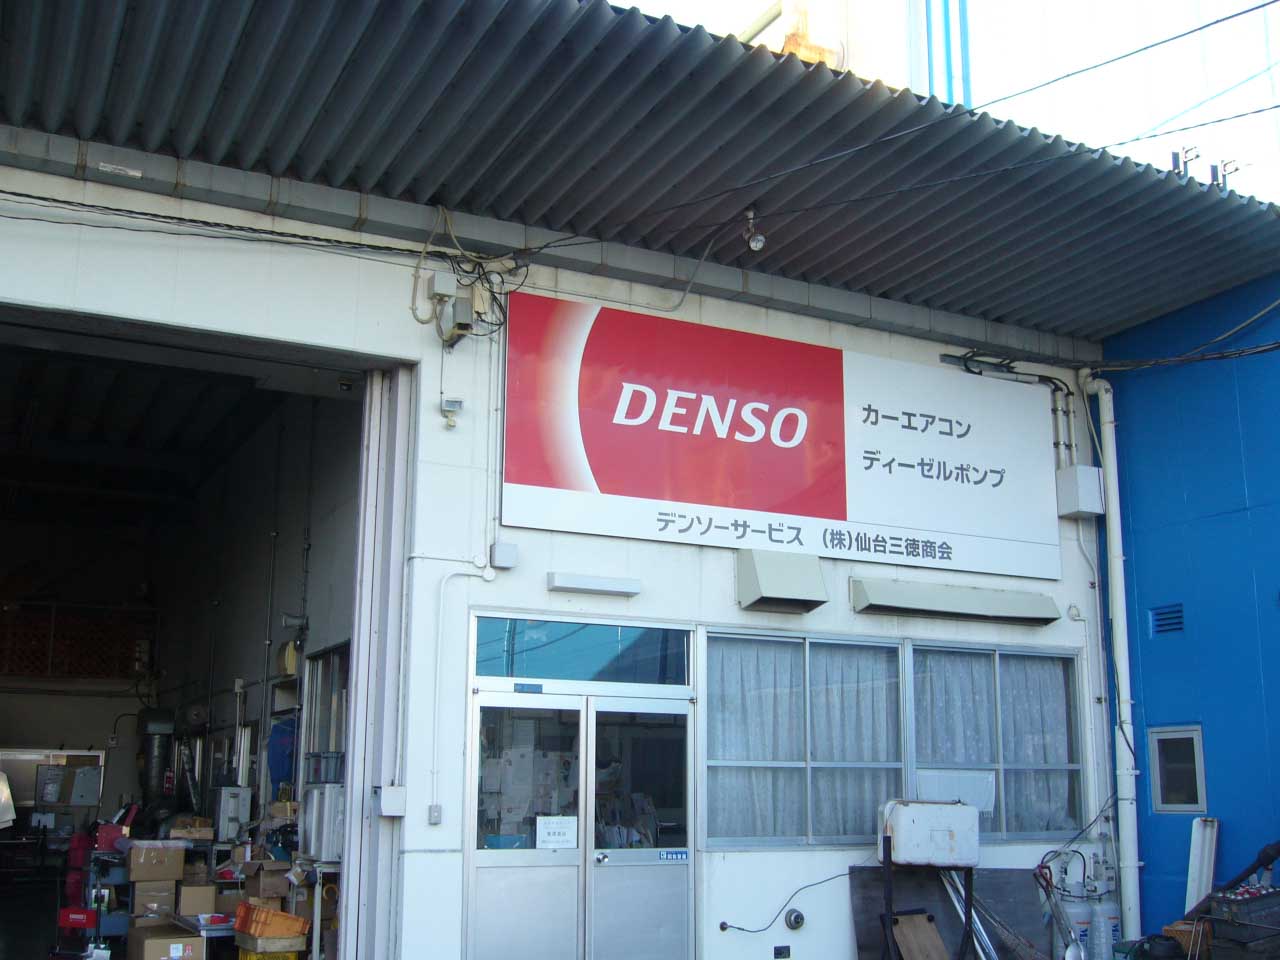 DENSO
カーエアコン
ディーゼルポンプ
デンソーサービス (株)仙台三徳商会